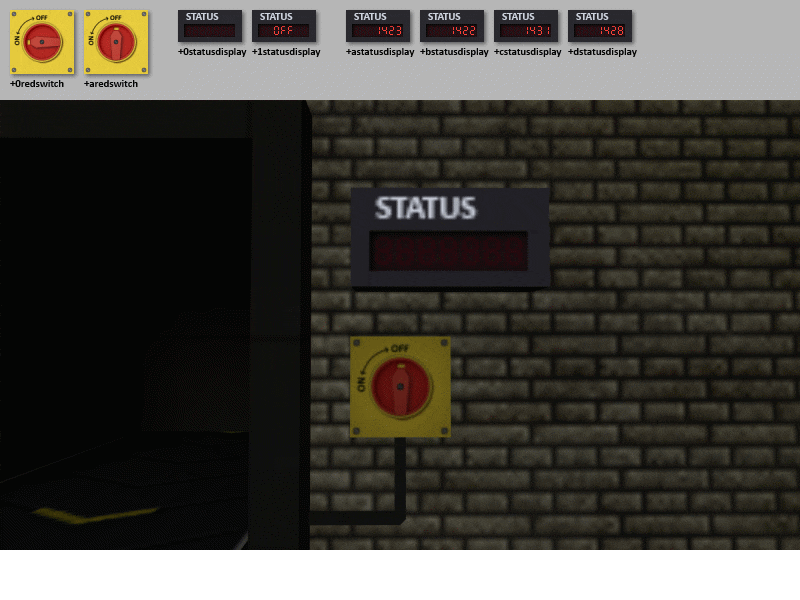 OFF
ON
+0redswitch
OFF
ON
+aredswitch
STATUS
+0statusdisplay
STATUS
OFF
+1statusdisplay
STATUS
1423
+astatusdisplay
STATUS
1422
+bstatusdisplay
STATUS
1431
+cstatusdisplay
STATUS
1428
+dstatusdisplay
STATUS
OFF
ON